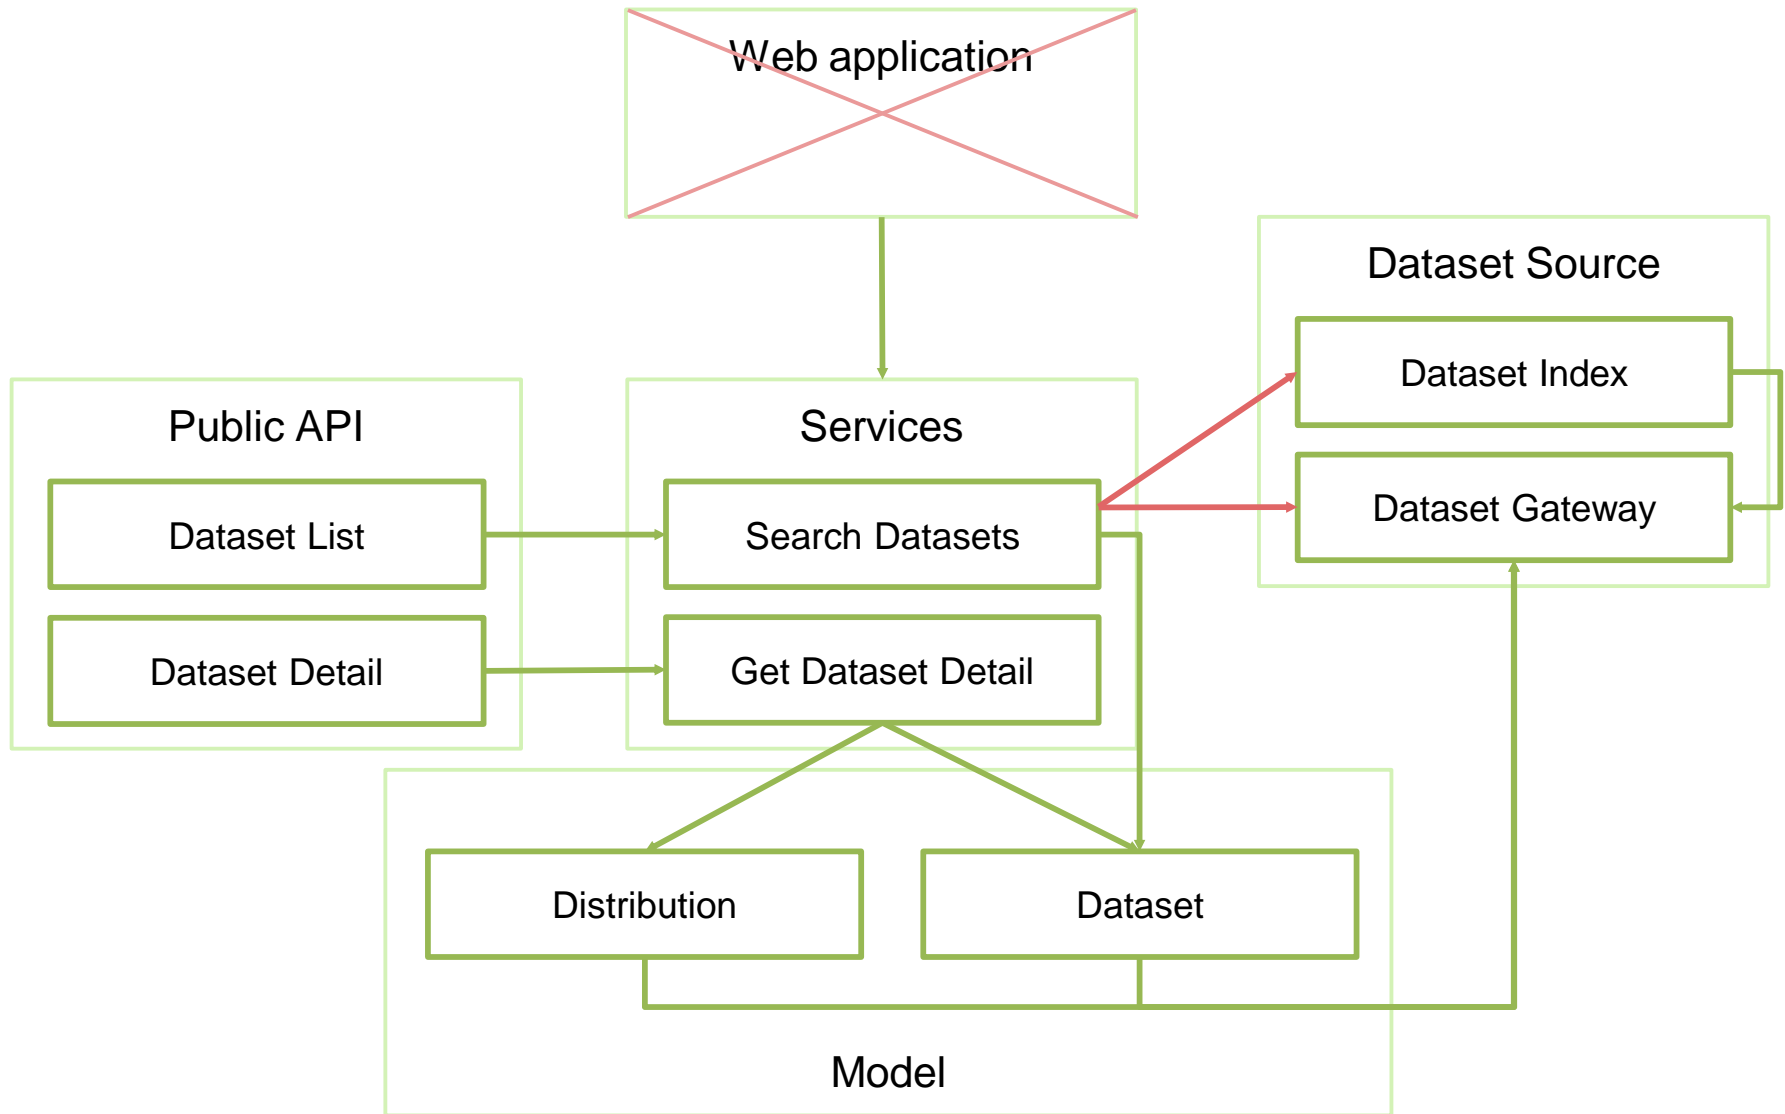 Web application
Dataset Source
Dataset Index
Dataset Gateway
Public API
Dataset List
Dataset Detail
Services
Search Datasets
Get Dataset Detail
Distribution
Dataset
Model